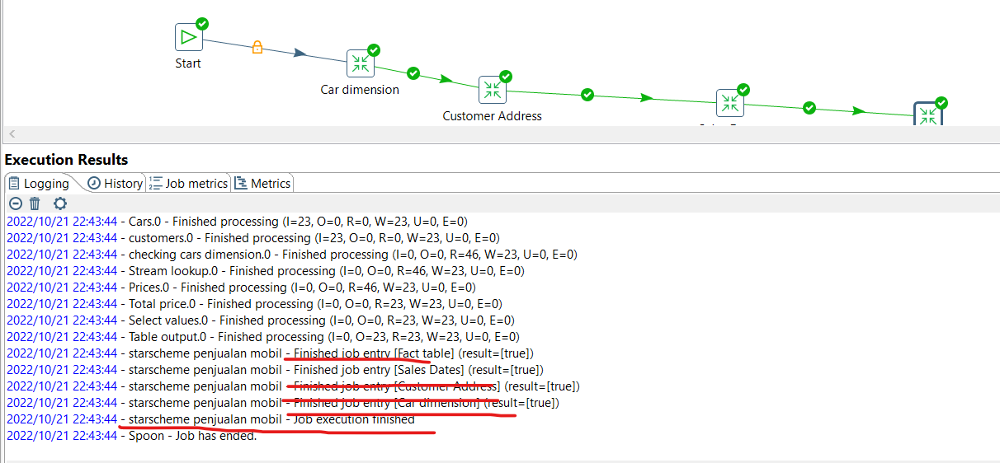 Start
Car dimension
Customer Address
Execution Results
Logging History Job metrics Metrics
2022/10/21 22:43:44 - Cars.0 - Finished processing (I=23, O=0, R=0, W=23, U=0, E=0)
2022/10/21 22:43:44 - customers.0 - Finished processing (I=23, O=0, R=0, W=23, U=0, E=0)
2022/10/21 22:43:44 - checking cars dimension.0 - Finished processing (I=0, O=0, R=46, W=23, U=0, E=0)
2022/10/21 22:43:44 - Stream lookup.0 - Finished processing (I=0, O=0, R=46, W=23, U=0, E=0)
2022/10/21 22:43:44 - Prices.0 - Finished processing (I=0, O=0, R=46, W=23, U=0, E=0)
2022/10/21 22:43:44 - Total price.0 - Finished processing (I=0, O=0, R=23, W=23, U=0, E=0)
2022/10/21 22:43:44 - Select values.0 - Finished processing (I=0, O=0, R=23, W=23, U=0, E=0)
2022/10/21 22:43:44 - Table output.0 - Finished processing (I=0, O=23, R=23, W=23, U=0, E=0)
2022/10/21 22:43:44 - starscheme penjualan mobil - Finished job entry [Fact table] (result=[true])
2022/10/21 22:43:44 - starscheme penjualan mobil - Finished job entry [Sales Dates] (result=[true])
2022/10/21 22:43:44 - starscheme penjualan mobil - Finished job entry [Customer Address] (result=[true])
2022/10/21 22:43:44 - starscheme penjualan mobil - Finished job entry [Car dimension] (result=[true])
2022/10/21 22:43:44 - starscheme penjualan mobil - Job execution finished
2022/10/21 22:43:44 - Spoon - Job has ended.